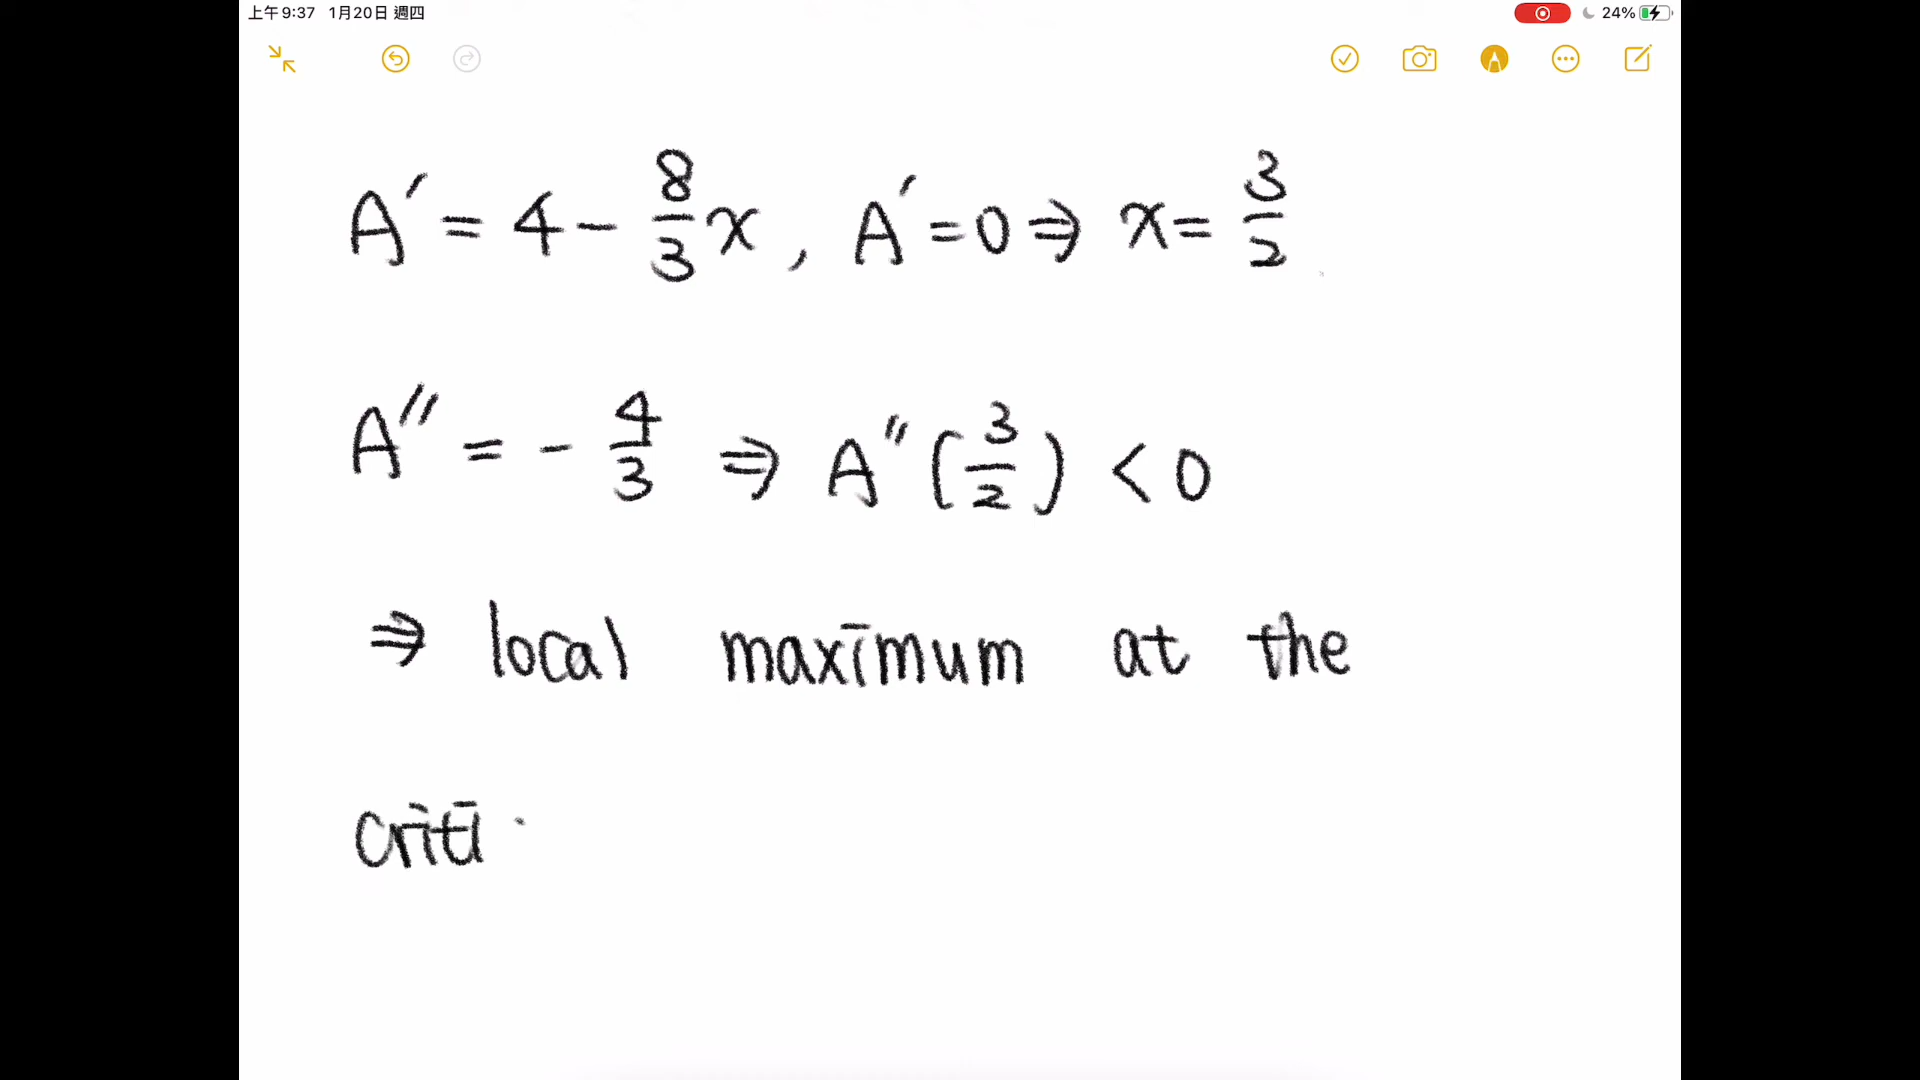 上午9:37 1月20日 週四 24%
A′ = 4 − 8/3 x , A′ = 0 ⇒ x = 3/2
A″ = − 4/3 ⇒ A″(3/2) < 0
⇒ local maximum at the
criti